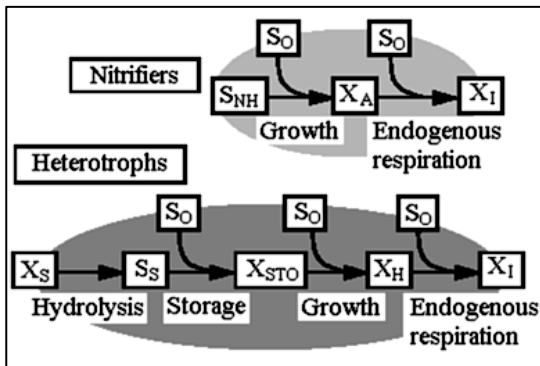 S_O S_O
Nitrifiers
S_NH X_A X_I
Growth Endogenous
respiration
Heterotrophs
S_O S_O S_O
X_S S_S X_STO X_H X_I
Hydrolysis Storage Growth Endogenous
respiration